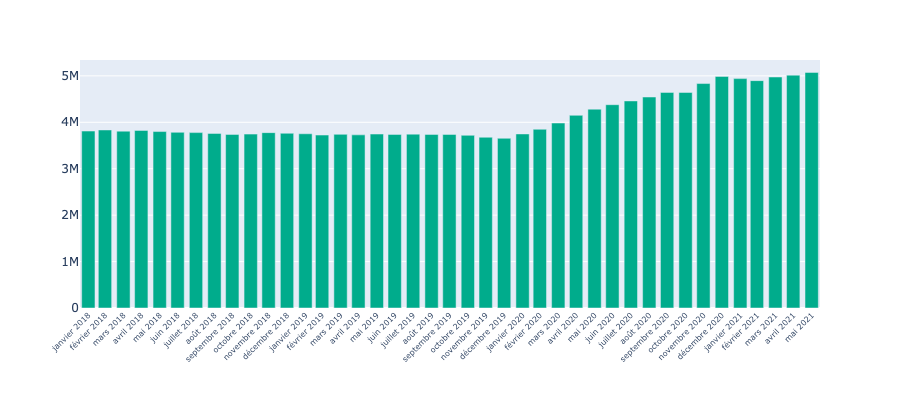 5M
4M
3M
2M
1M
0
janvier 2018
février 2018
mars 2018
avril 2018
mai 2018
juin 2018
juillet 2018
août 2018
septembre 2018
octobre 2018
novembre 2018
décembre 2018
janvier 2019
février 2019
mars 2019
avril 2019
mai 2019
juin 2019
juillet 2019
août 2019
septembre 2019
octobre 2019
novembre 2019
décembre 2019
janvier 2020
février 2020
mars 2020
avril 2020
mai 2020
juin 2020
juillet 2020
août 2020
septembre 2020
octobre 2020
novembre 2020
décembre 2020
janvier 2021
février 2021
mars 2021
avril 2021
mai 2021